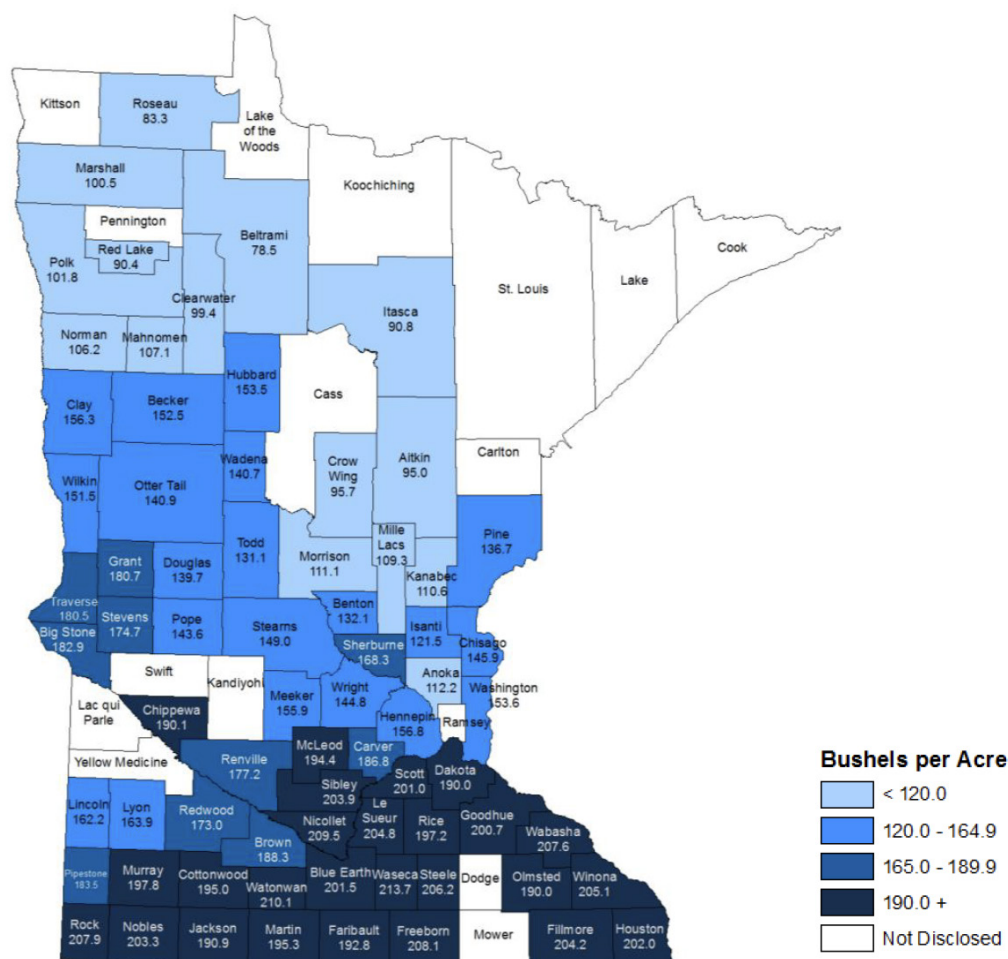 Kittson
Roseau
83.3
Lake
of the
Woods
Marshall
100.5
Koochiching
Pennington
Beltrami
78.5
Red Lake
90.4
Polk
101.8
Cook
Lake
St. Louis
Clearwater
99.4
Itasca
90.8
Norman
106.2
Mahnomen
107.1
Hubbard
153.5
Cass
Clay
156.3
Becker
152.5
Wadena
140.7
Crow
Wing
95.7
Aitkin
95.0
Carlton
Wilkin
151.5
Otter Tail
140.9
Mille
Lacs
109.3
Pine
136.7
Todd
131.1
Morrison
111.1
Grant
180.7
Douglas
139.7
Kanabec
110.6
Traverse
180.5
Stevens
174.7
Pope
143.6
Stearns
149.0
Benton
132.1
Isanti
121.5
Big Stone
182.9
Sherburne
168.3
Chisago
145.9
Swift
Kandiyohi
Anoka
112.2
Washington
153.6
Lac qui
Parle
Chippewa
190.1
Meeker
155.9
Wright
144.8
Hennepin
156.8
Ramsey
Yellow Medicine
Renville
177.2
McLeod
194.4
Carver
186.8
Scott
201.0
Dakota
190.0
Bushels per Acre
< 120.0
120.0 - 164.9
165.0 - 189.9
190.0 +
Not Disclosed
Sibley
203.9
Lincoln
162.2
Lyon
163.9
Redwood
173.0
Nicollet
209.5
Le
Sueur
204.8
Rice
197.2
Goodhue
200.7
Wabasha
207.6
Brown
188.3
Pipestone
183.5
Murray
197.8
Cottonwood
195.0
Watonwan
210.1
Blue Earth
201.5
Waseca
213.7
Steele
206.2
Dodge
Olmsted
190.0
Winona
205.1
Rock
207.9
Nobles
203.3
Jackson
190.9
Martin
195.3
Faribault
192.8
Freeborn
208.1
Mower
Fillmore
204.2
Houston
202.0